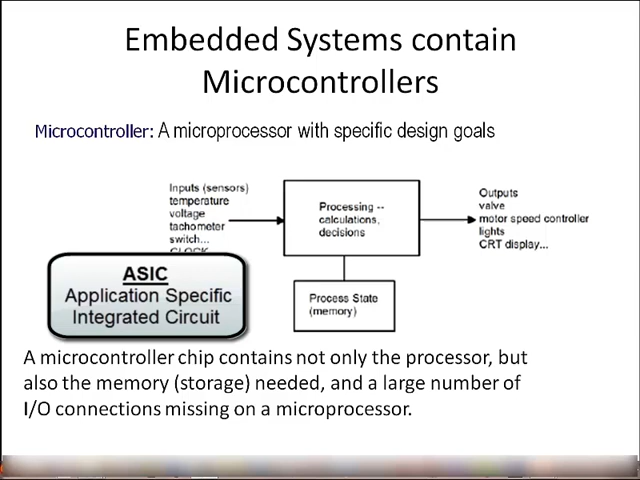 Embedded Systems contain
Microcontrollers
Microcontroller: A microprocessor with specific design goals
Inputs (sensors)
temperature
voltage
tachometer
switch...
CLOCK
Processing --
calculations,
decisions
Outputs
valve
motor speed controller
lights
CRT display...
Process State
(memory)
ASIC
Application Specific
Integrated Circuit
A microcontroller chip contains not only the processor, but
also the memory (storage) needed, and a large number of
I/O connections missing on a microprocessor.